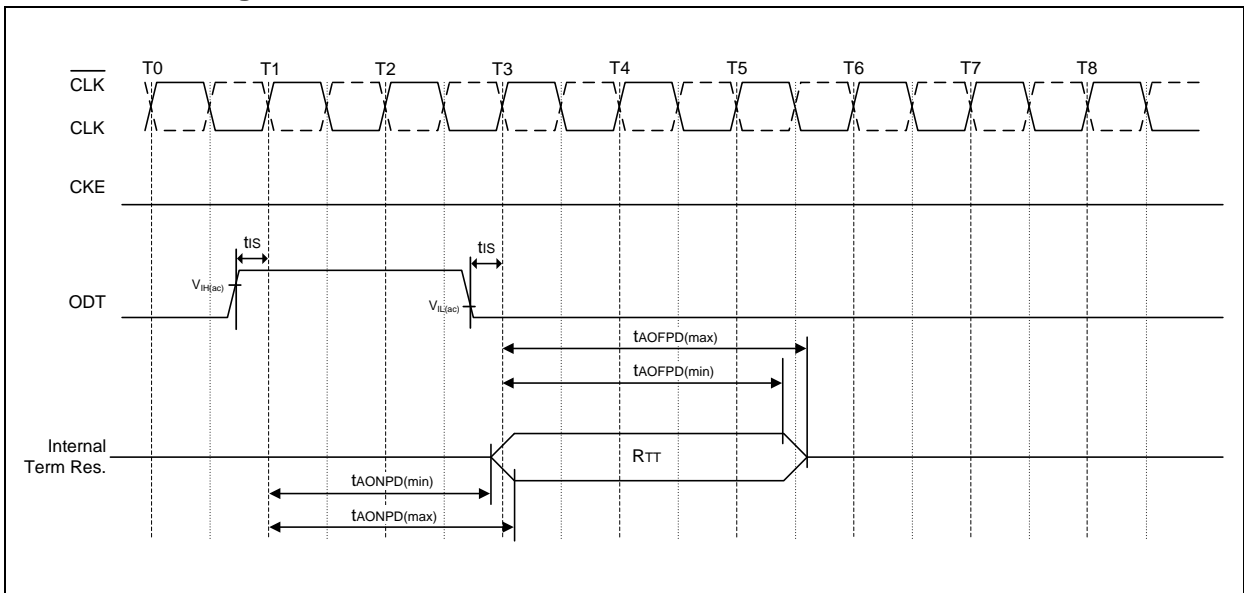 T0 T1 T2 T3 T4 T5 T6 T7 T8
CLK
CLK
CKE
tIS tIS
VIH(ac)
ODT
VIL(ac)
tAOFPD(max)
tAOFPD(min)
Internal
Term Res.
RTT
tAONPD(min)
tAONPD(max)